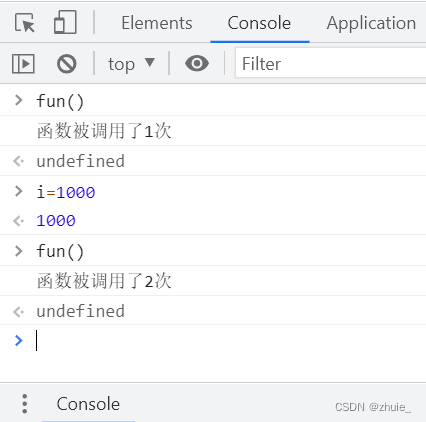 Elements Console Application
top Filter
fun()
函数被调用了1次
undefined
i=1000
1000
fun()
函数被调用了2次
undefined
Console
CSDN @zhuie_